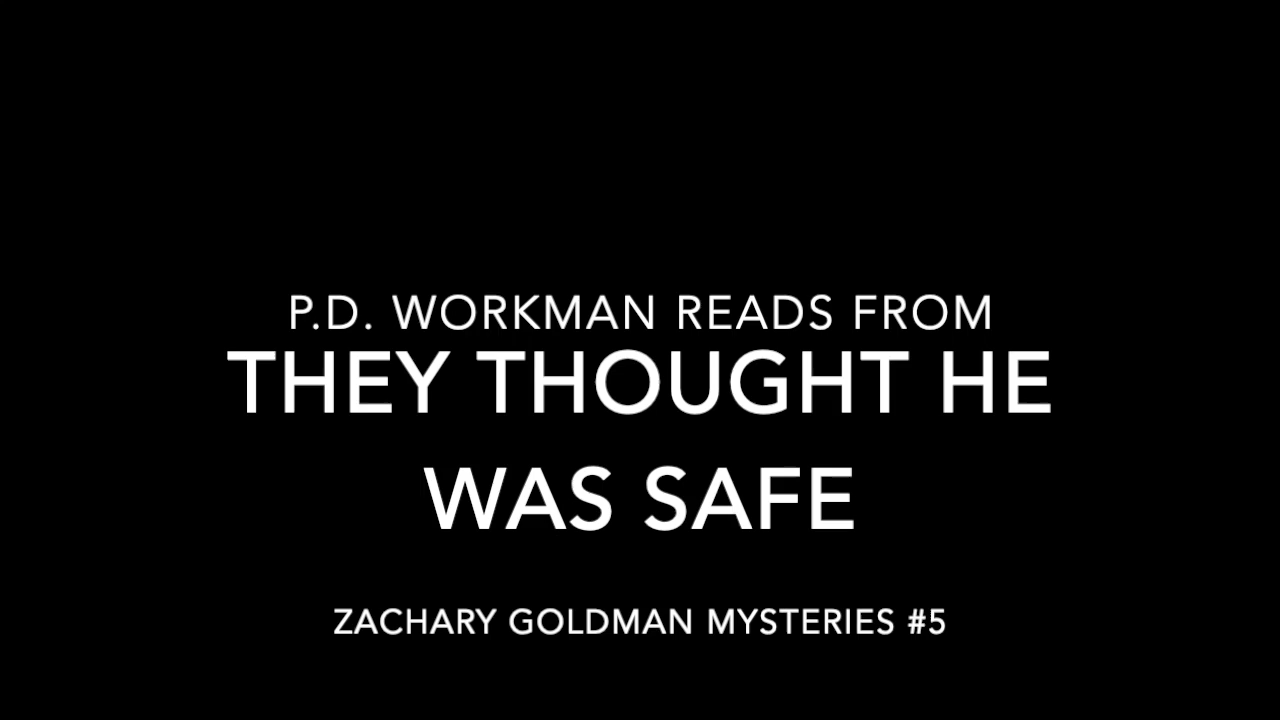 P.D. WORKMAN READS FROM
THEY THOUGHT HE
WAS SAFE
ZACHARY GOLDMAN MYSTERIES #5